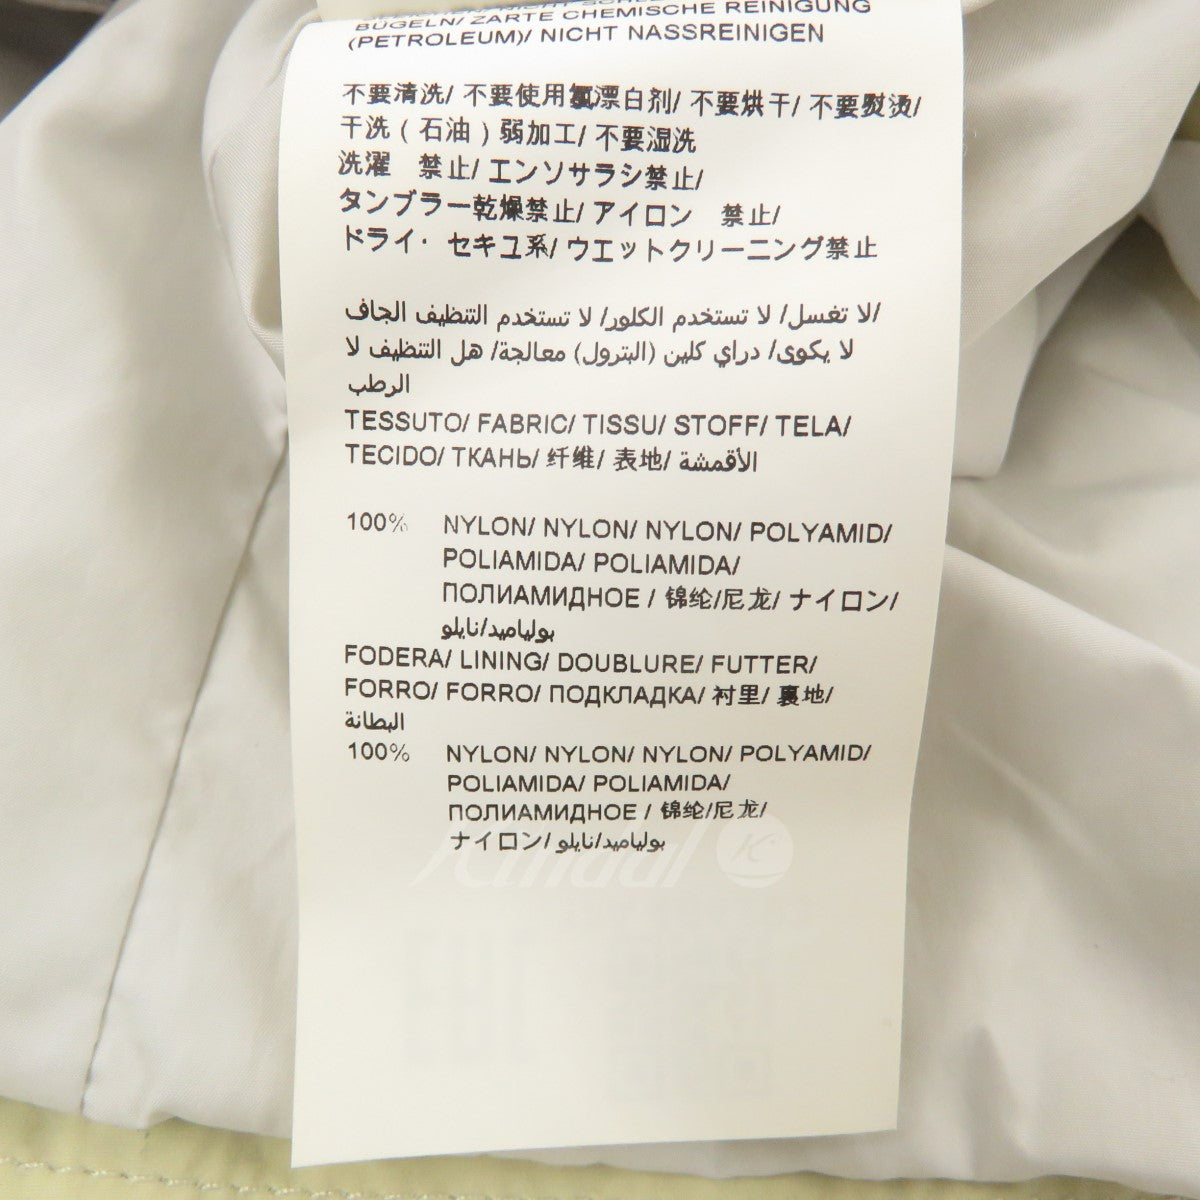 BÜGELN/ ZARTE CHEMISCHE REINIGUNG
(PETROLEUM)/ NICHT NASSREINIGEN
不要清洗/ 不要使用氯漂白剂/ 不要烘干/ 不要熨烫/
干洗（石油）弱加工/ 不要湿洗
洗濯　禁止/ エンソサラシ禁止/
タンブラー乾燥禁止/ アイロン　禁止/
ドライ・セキユ系/ ウエットクリーニング禁止
لا تغسل/ لا تستخدم الكلور/ لا تستخدم التنظيف الجاف/
لا يكوى/ دراي كلين (البترول) معالجة/ هل التنظيف لا
الرطب
TESSUTO/ FABRIC/ TISSU/ STOFF/ TELA/
TECIDO/ ТКАНЬ/ 纤维/ 表地/ الأقمشة
100% NYLON/ NYLON/ NYLON/ POLYAMID/
POLIAMIDA/ POLIAMIDA/
ПОЛИАМИДНОЕ / 锦纶/尼龙/ ナイロン/
بولياميد/نايلو
FODERA/ LINING/ DOUBLURE/ FUTTER/
FORRO/ FORRO/ ПОДКЛАДКА/ 衬里/ 裏地/
البطانة
100% NYLON/ NYLON/ NYLON/ POLYAMID/
POLIAMIDA/ POLIAMIDA/
ПОЛИАМИДНОЕ / 锦纶/尼龙/
ナイロン/ بولياميد/نايلو
Kindal